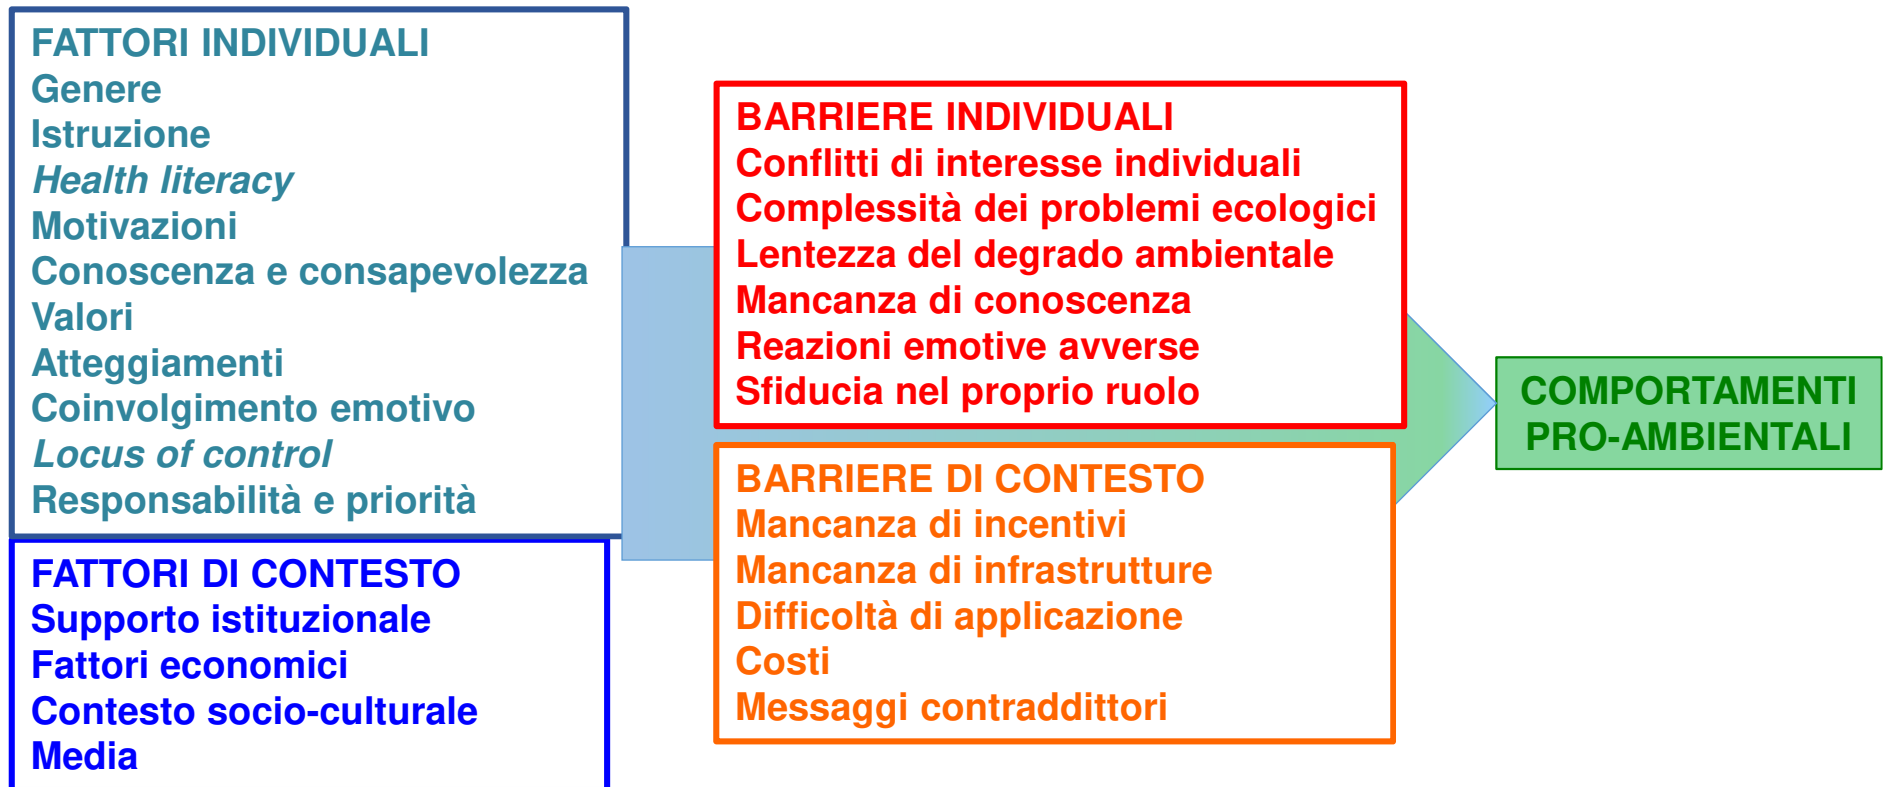 FATTORI INDIVIDUALI
Genere
Istruzione
Health literacy
Motivazioni
Conoscenza e consapevolezza
Valori
Atteggiamenti
Coinvolgimento emotivo
Locus of control
Responsabilità e priorità
FATTORI DI CONTESTO
Supporto istituzionale
Fattori economici
Contesto socio-culturale
Media
BARRIERE INDIVIDUALI
Conflitti di interesse individuali
Complessità dei problemi ecologici
Lentezza del degrado ambientale
Mancanza di conoscenza
Reazioni emotive avverse
Sfiducia nel proprio ruolo
BARRIERE DI CONTESTO
Mancanza di incentivi
Mancanza di infrastrutture
Difficoltà di applicazione
Costi
Messaggi contraddittori
COMPORTAMENTI
PRO-AMBIENTALI